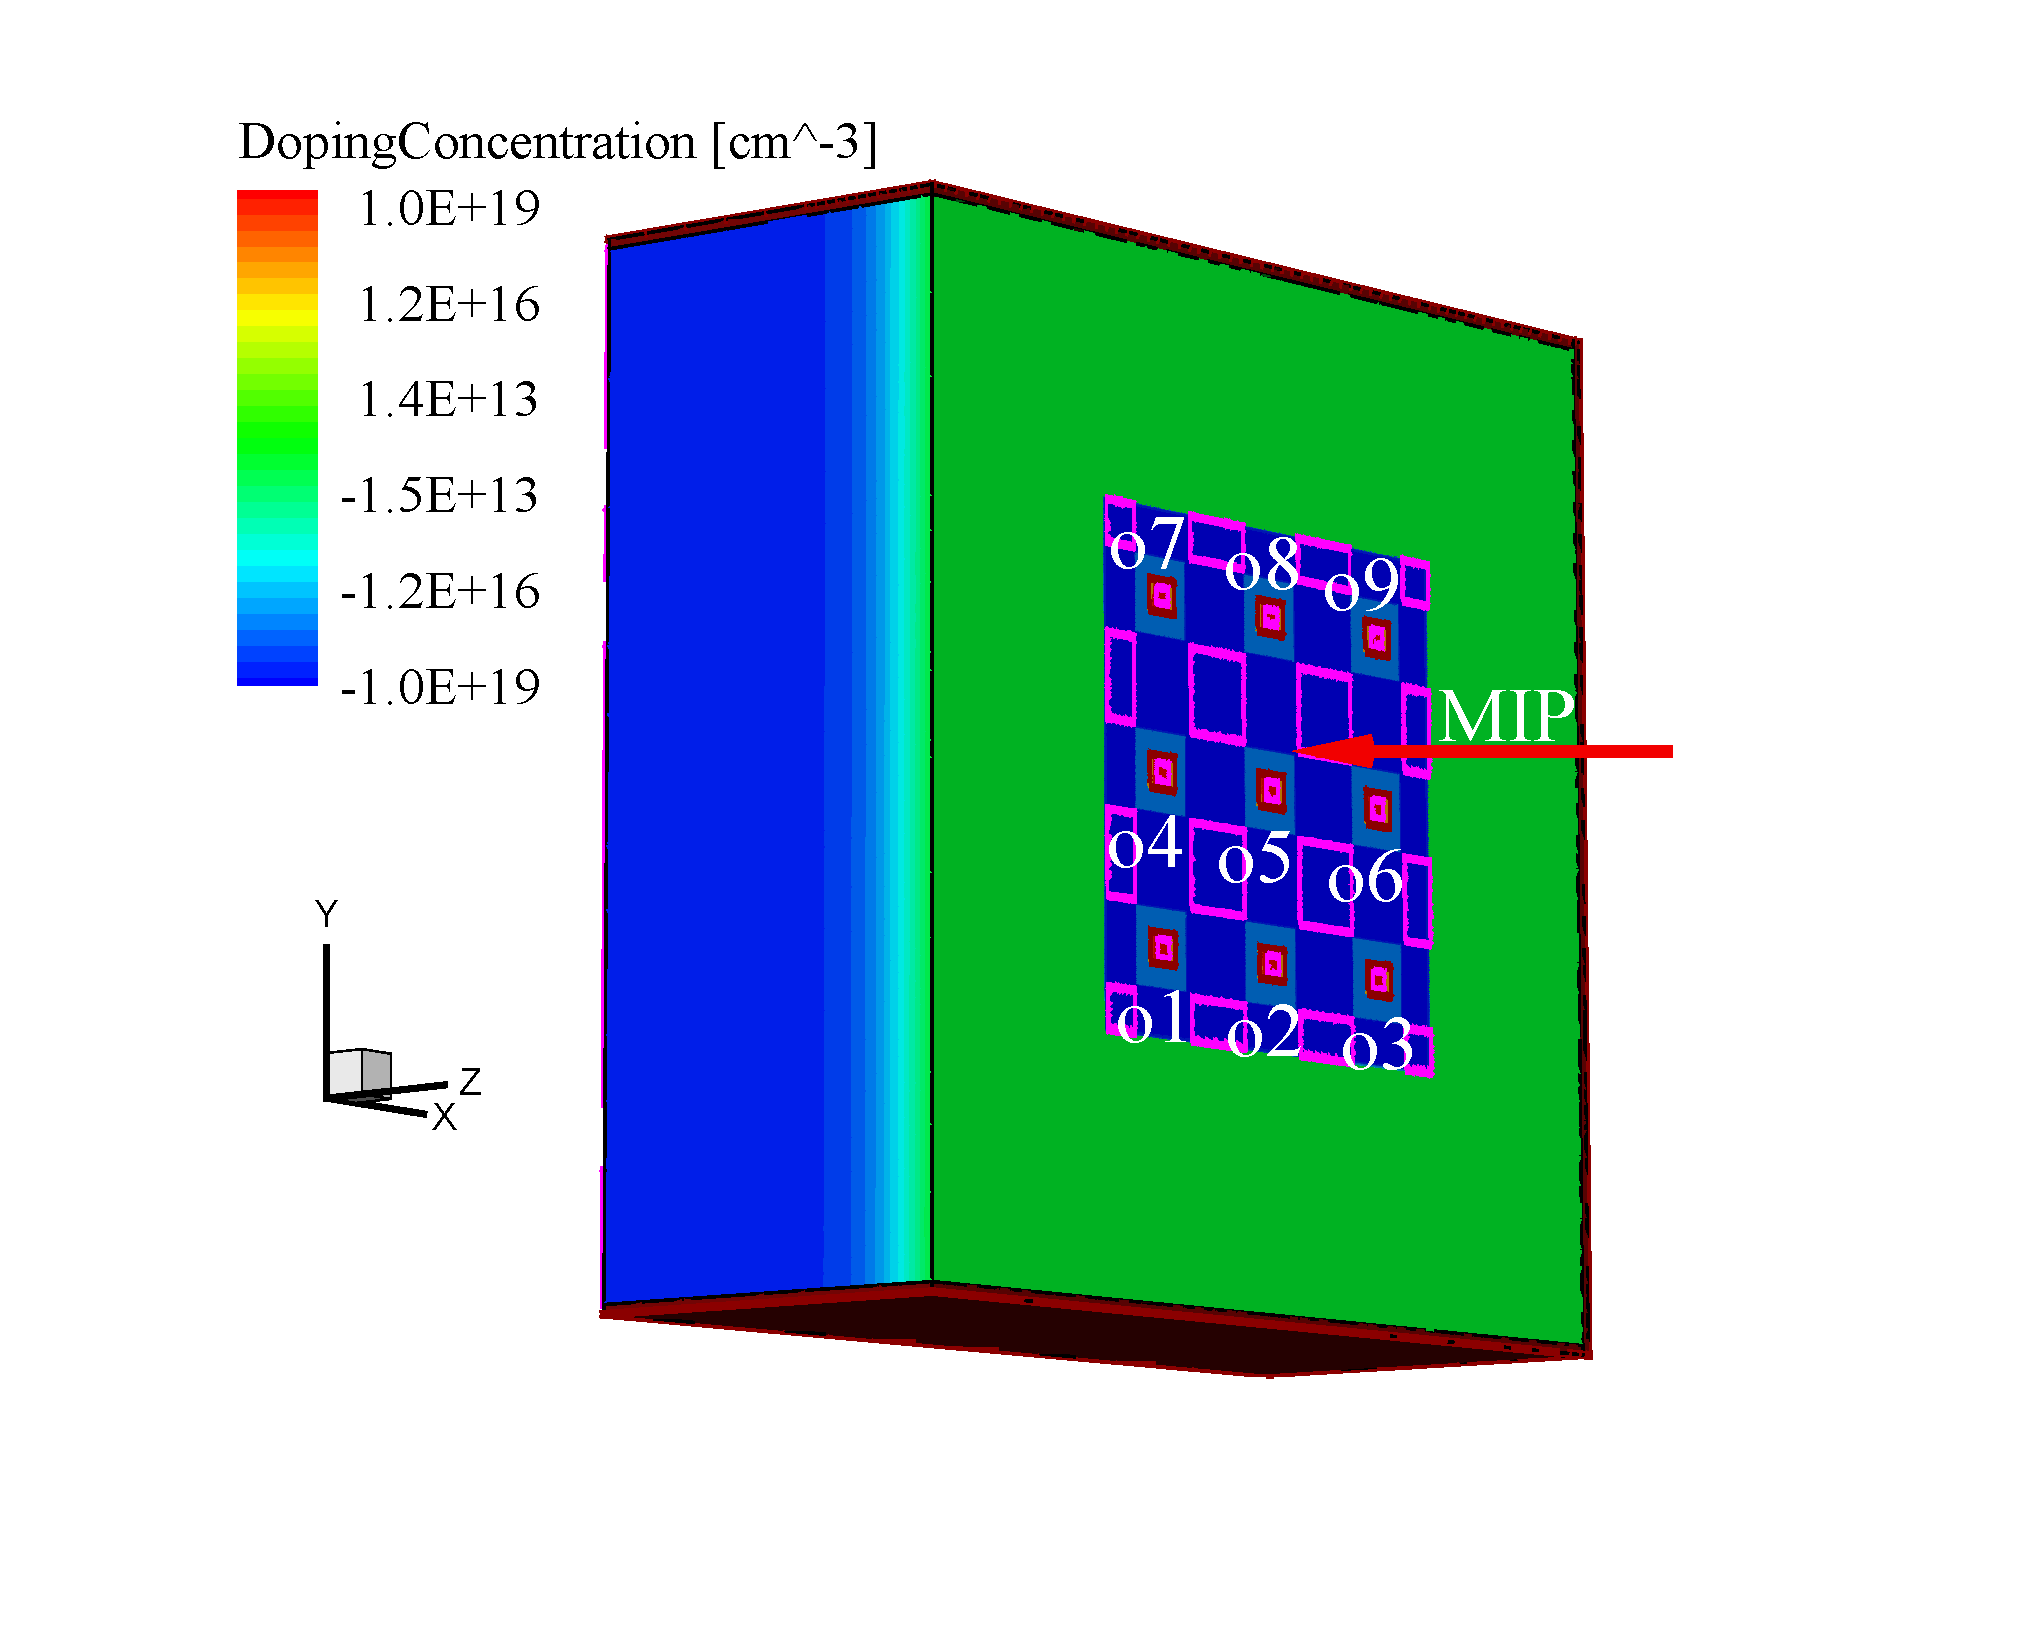 DopingConcentration [cm^-3]
1.0E+19
1.2E+16
1.4E+13
-1.5E+13
-1.2E+16
-1.0E+19
o7
o8
o9
MIP
o4
o5
o6
o1
o2
o3
Y
Z
X